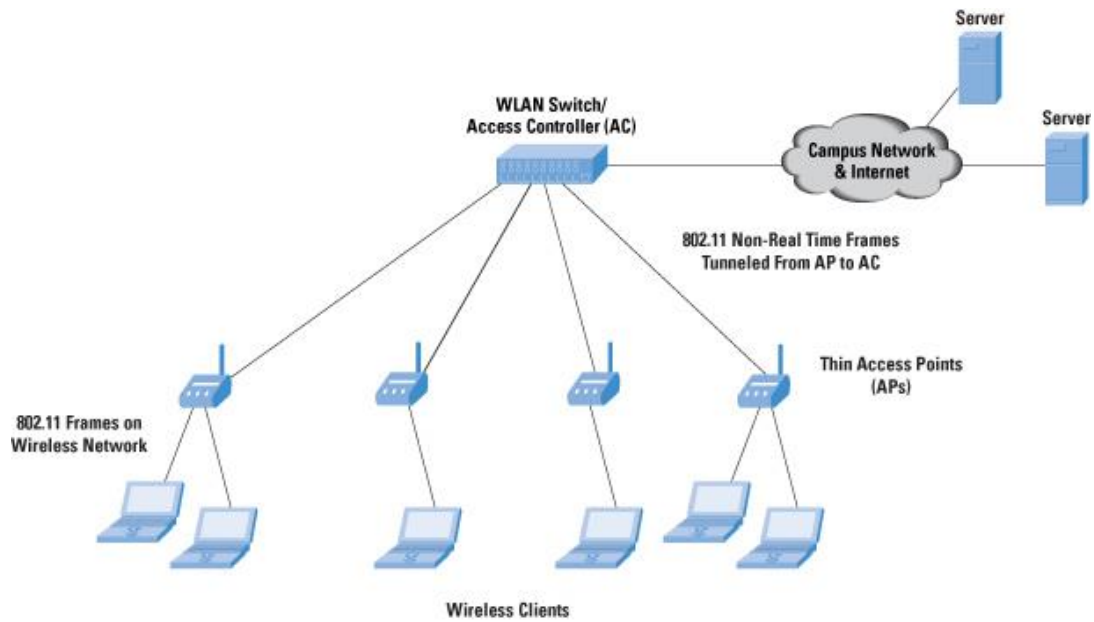 Server
WLAN Switch/
Access Controller (AC)
Server
Campus Network
& Internet
802.11 Non-Real Time Frames
Tunneled From AP to AC
Thin Access Points
(APs)
802.11 Frames on
Wireless Network
Wireless Clients